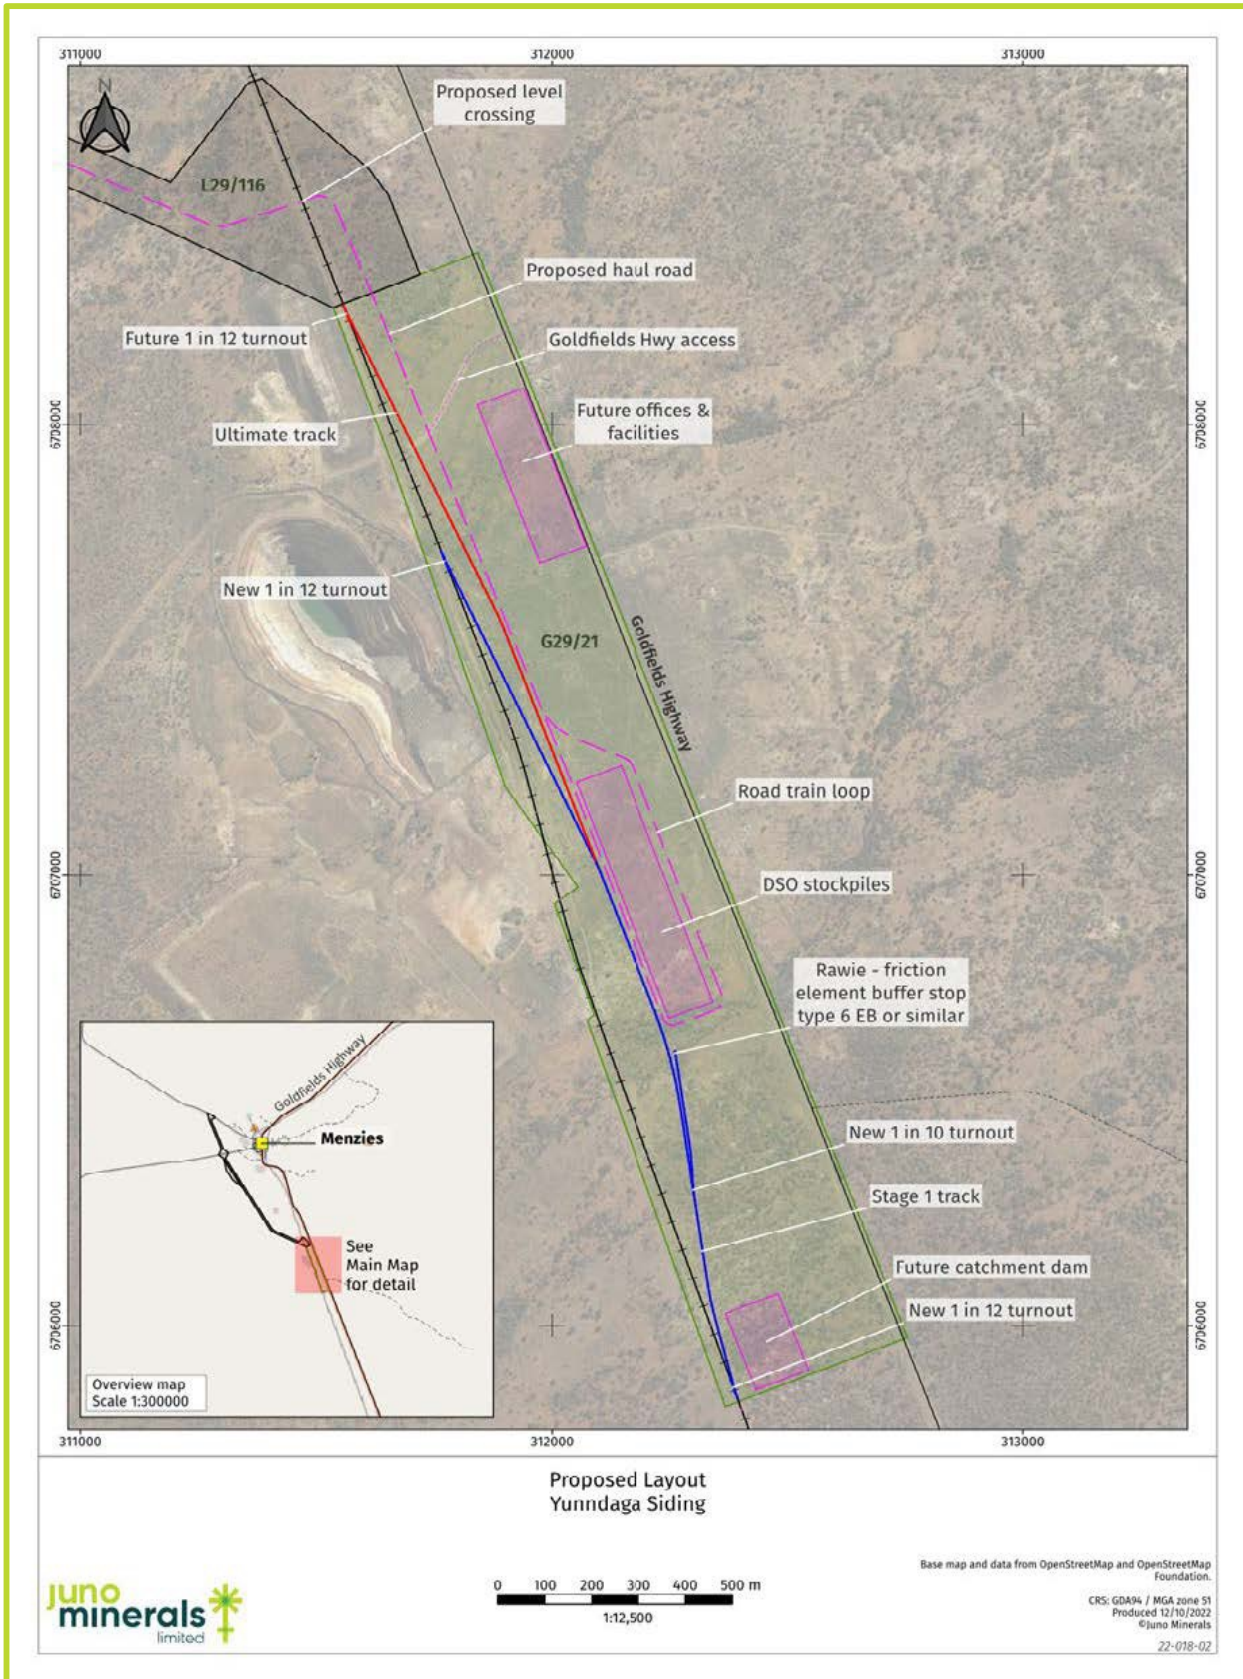 311000
312000
313000
N
Proposed level
crossing
L29/116
Proposed haul road
Future 1 in 12 turnout
Goldfields Hwy access
Future offices &
facilities
Ultimate track
6708000
6708000
New 1 in 12 turnout
G29/21
Goldfields Highway
Road train loop
6707000
6707000
DSO stockpiles
Rawie - friction
element buffer stop
type 6 EB or similar
Goldfields Highway
Menzies
New 1 in 10 turnout
Stage 1 track
See
Main Map
for detail
Future catchment dam
New 1 in 12 turnout
6706000
6706000
Overview map
Scale 1:300000
311000
312000
313000
Proposed Layout
Yunndaga Siding
juno
minerals
limited
0 100 200 300 400 500 m
1:12,500
Base map and data from OpenStreetMap and OpenStreetMap
Foundation.
CRS: GDA94 / MGA zone 51
Produced 12/10/2022
©Juno Minerals
22-018-02